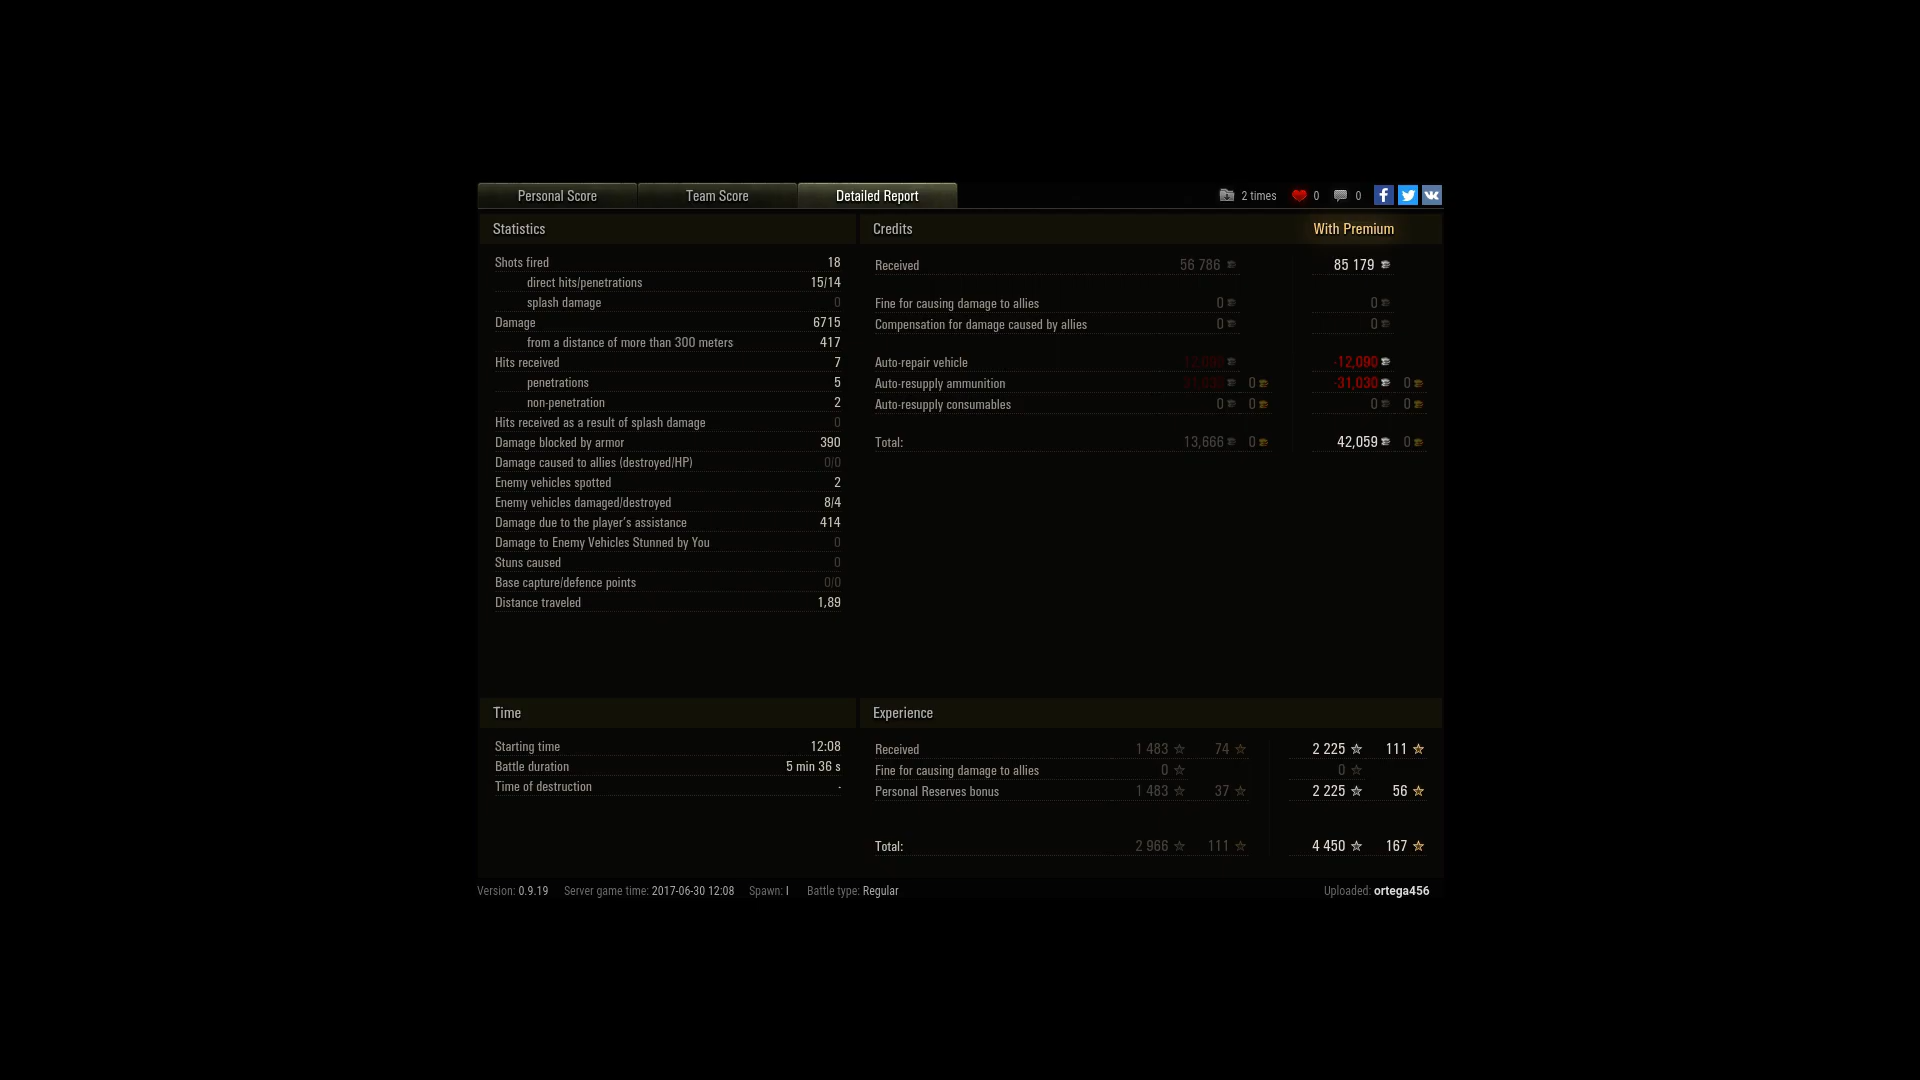 Personal Score Team Score Detailed Report 2 times 0 0
Statistics
Shots fired 18
direct hits/penetrations 15/14
splash damage 0
Damage 6715
from a distance of more than 300 meters 417
Hits received 7
penetrations 5
non-penetration 2
Hits received as a result of splash damage 0
Damage blocked by armor 390
Damage caused to allies (destroyed/HP) 0/0
Enemy vehicles spotted 2
Enemy vehicles damaged/destroyed 8/4
Damage due to the player's assistance 414
Damage to Enemy Vehicles Stunned by You 0
Stuns caused 0
Base capture/defence points 0/0
Distance traveled 1,89
Credits With Premium
Received 56 786 85 179
Fine for causing damage to allies 0 0
Compensation for damage caused by allies 0 0
Auto-repair vehicle -12,090
Auto-resupply ammunition 0 -31,030 0
Auto-resupply consumables 0 0 0 0
Total: 13,666 0 42,059 0
Time
Starting time 12:08
Battle duration 5 min 36 s
Time of destruction -
Experience
Received 1 483 74 2 225 111
Fine for causing damage to allies 0 0
Personal Reserves bonus 1 483 37 2 225 56
Total: 2 966 111 4 450 167
Version: 0.9.19 Server game time: 2017-06-30 12:08 Spawn: I Battle type: Regular Uploaded: ortega456